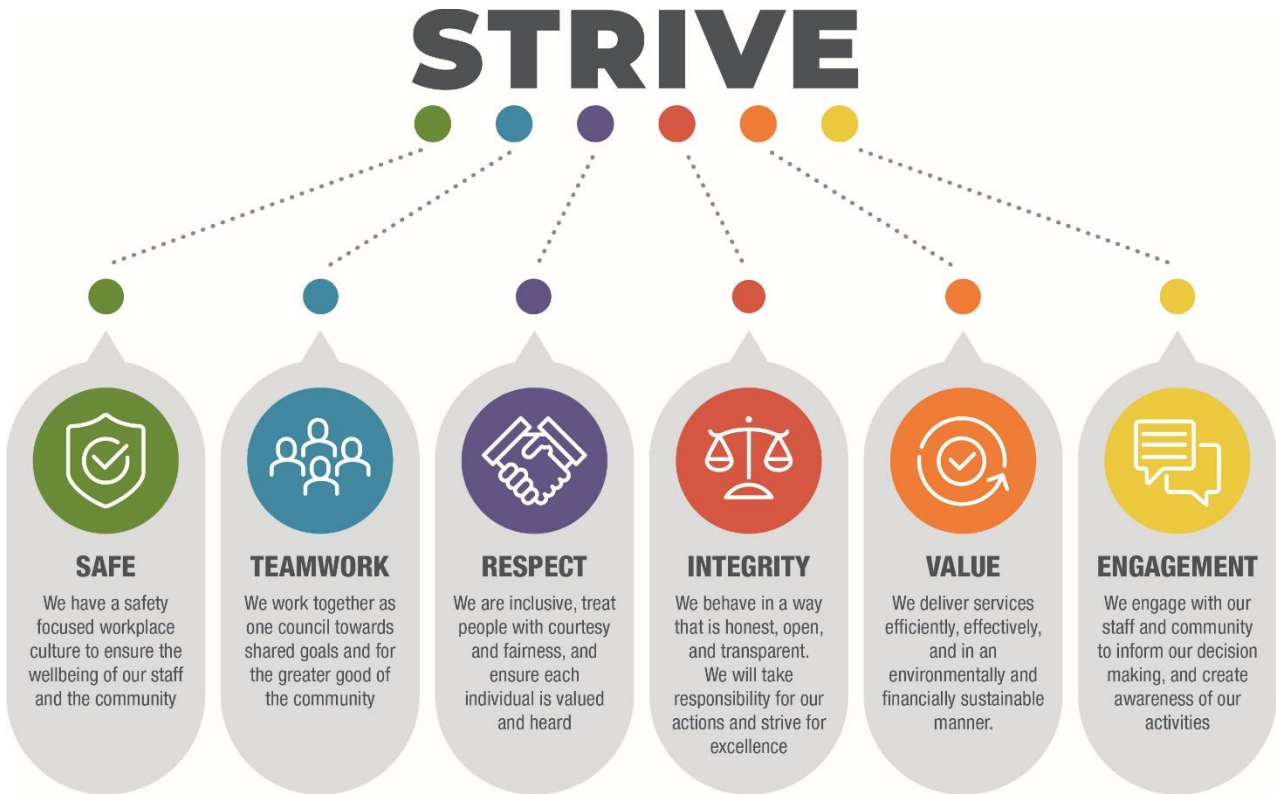 STRIVE
SAFE
We have a safety
focused workplace
culture to ensure the
wellbeing of our staff
and the community
TEAMWORK
We work together as
one council towards
shared goals and for
the greater good of
the community
RESPECT
We are inclusive, treat
people with courtesy
and fairness, and
ensure each
individual is valued
and heard
INTEGRITY
We behave in a way
that is honest, open,
and transparent.
We will take
responsibility for our
actions and strive for
excellence
VALUE
We deliver services
efficiently, effectively,
and in an
environmentally and
financially sustainable
manner.
ENGAGEMENT
We engage with our
staff and community
to inform our decision
making, and create
awareness of our
activities